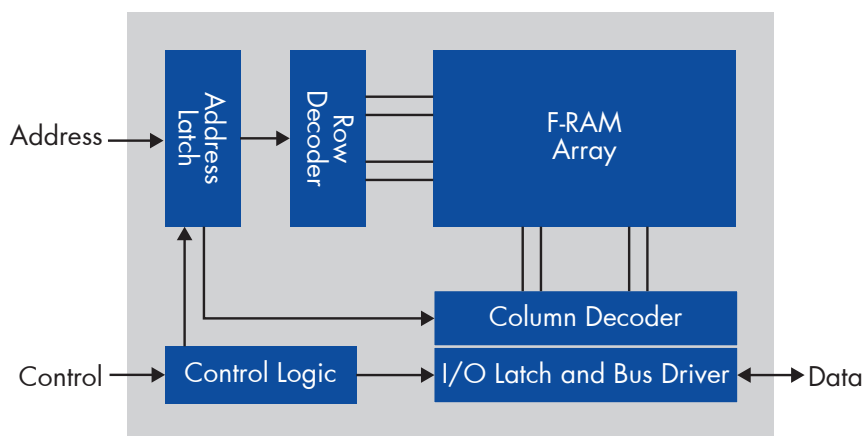 Address
Address
Latch
Row
Decoder
F-RAM
Array
Column Decoder
Control
Control Logic
I/O Latch and Bus Driver
Data